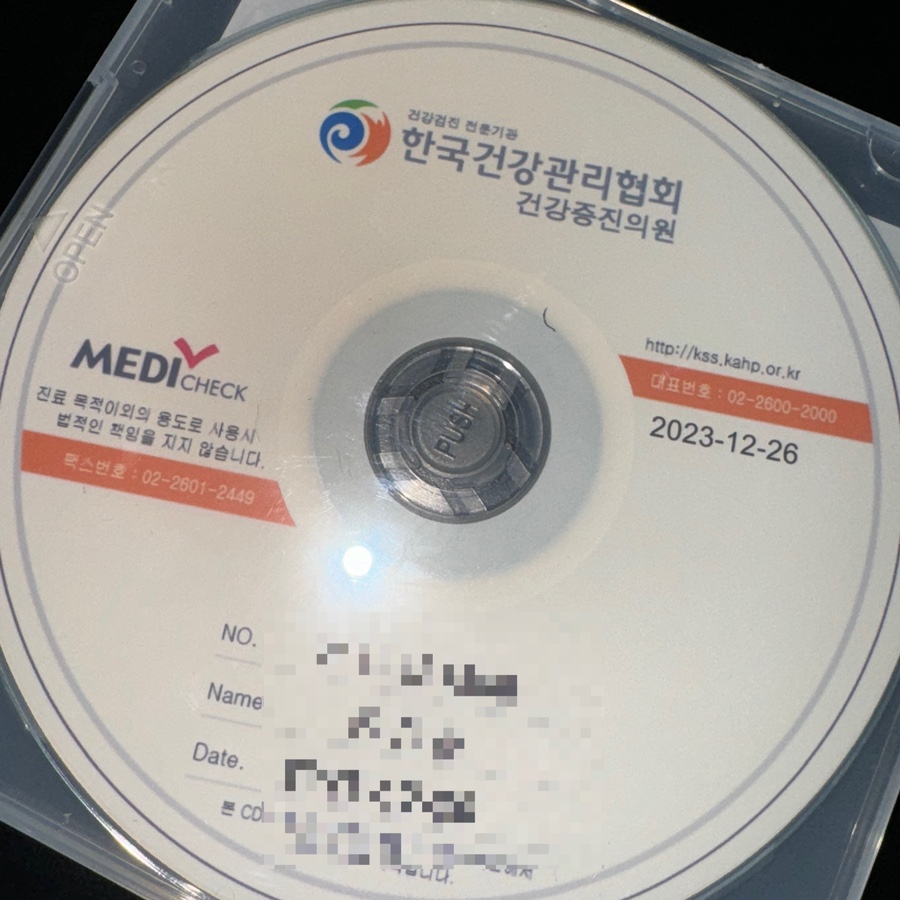 건강검진 전문기관
한국건강관리협회
건강증진의원
OPEN
MEDI CHECK
진료 목적이외의 용도로 사용시
법적인 책임을 지지 않습니다.
팩스번호 : 02-2601-2449
PUSH
http://kss.kahp.or.kr
대표번호 : 02-2600-2000
2023-12-26
NO.
Name
Date.
본 CD